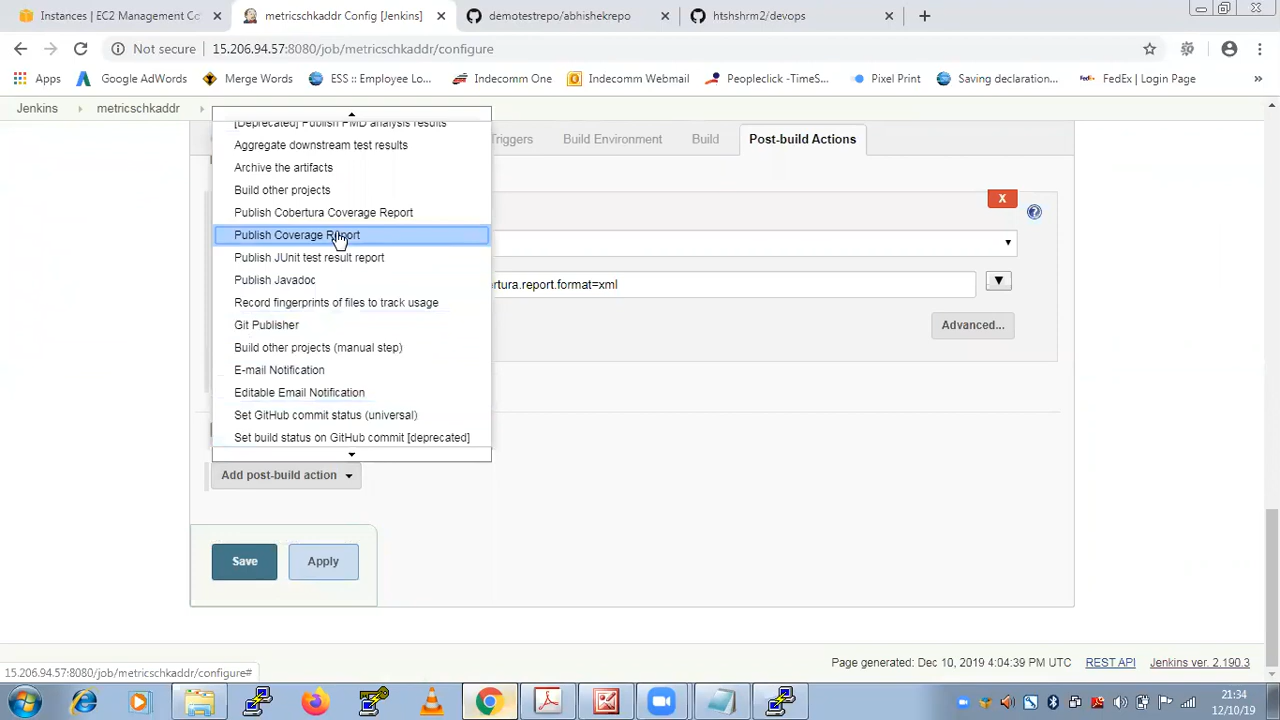 Instances | EC2 Management Co
metricschkaddr Config [Jenkins]
demotestrepo/abhishekrepo
htshshrm2/devops
Not secure
15.206.94.57:8080/job/metricschkaddr/configure
Apps
Google AdWords
Merge Words
ESS :: Employee Lo...
Indecomm One
Indecomm Webmail
Peopleclick -TimeS...
Pixel Print
Saving declaration...
FedEx | Login Page
»
Jenkins
metricschkaddr
[Deprecated] Publish PMD analysis results
Triggers
Build Environment
Build
Post-build Actions
Aggregate downstream test results
Archive the artifacts
Build other projects
X
Publish Cobertura Coverage Report
Publish Coverage Report
Publish JUnit test result report
Publish Javadoc
rtura.report.format=xml
Record fingerprints of files to track usage
Git Publisher
Advanced...
Build other projects (manual step)
E-mail Notification
Editable Email Notification
Set GitHub commit status (universal)
Set build status on GitHub commit [deprecated]
Add post-build action
Save
Apply
Page generated: Dec 10, 2019 4:04:39 PM UTC
REST API
Jenkins ver. 2.190.3
15.206.94.57:8080/job/metricschkaddr/configure#
21:34
12/10/19